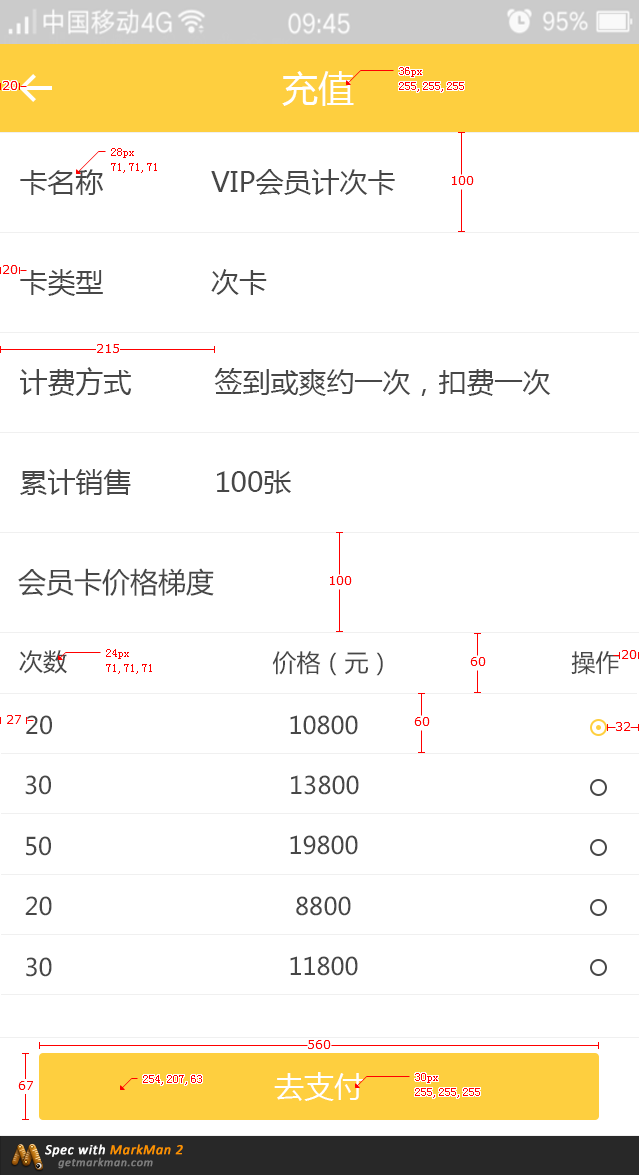 中国移动4G 09:45 95%
充值
36px
255, 255, 255
20
卡名称 VIP会员计次卡
28px
71, 71, 71
100
卡类型 次卡
20
215
计费方式 签到或爽约一次，扣费一次
累计销售 100张
会员卡价格梯度
100
次数 价格（元） 操作
24px
71, 71, 71
60
20
20 10800
27
60
32
30 13800
50 19800
20 8800
30 11800
560
67
去支付
254, 207, 63
30px
255, 255, 255
Spec with MarkMan 2
getmarkman.com